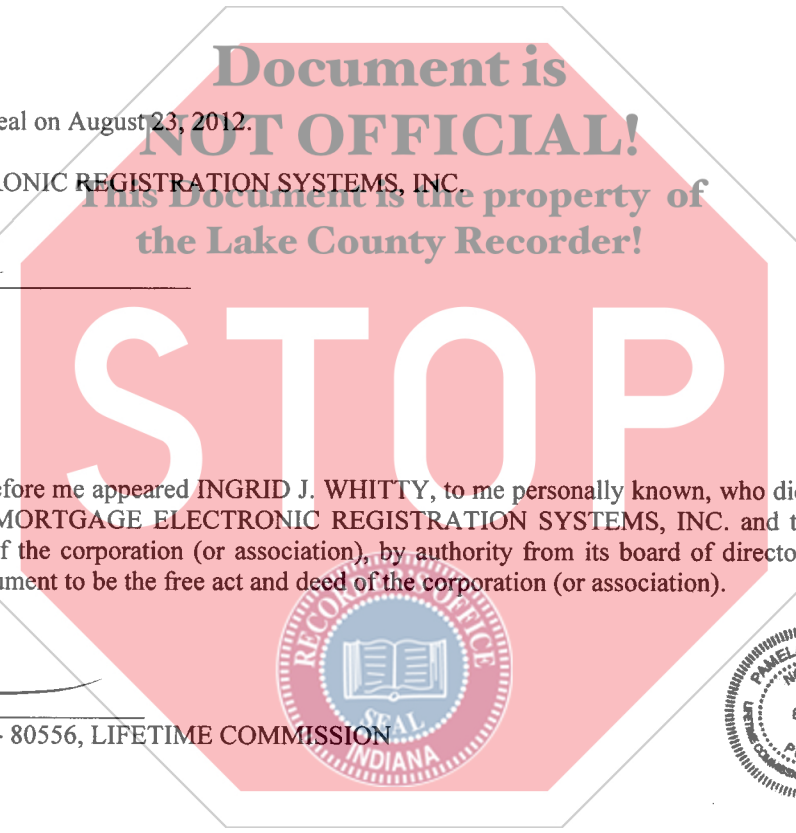 Document is
eal on August 23, 2012.
NOT OFFICIAL!
RONIC REGISTRATION SYSTEMS, INC.
This Document is the property of
the Lake County Recorder!
STOP
efore me appeared INGRID J. WHITTY, to me personally known, who di
MORTGAGE ELECTRONIC REGISTRATION SYSTEMS, INC. and t
f the corporation (or association), by authority from its board of directo
ument to be the free act and deed of the corporation (or association).
RECORDER'S OFFICE
SEAL
INDIANA
80556, LIFETIME COMMISSION
PAMEL
LIFETIME